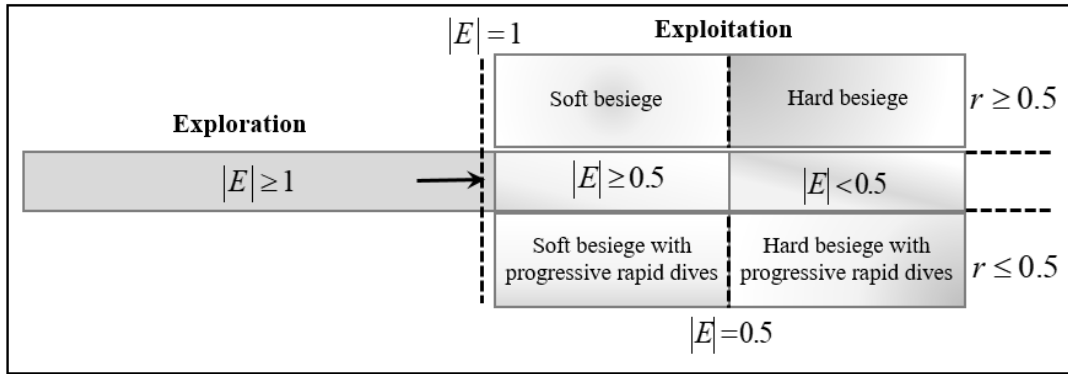 |E| = 1
Exploitation
Soft besiege
Hard besiege
r ≥ 0.5
Exploration
|E| ≥ 1
|E| ≥ 0.5
|E| < 0.5
Soft besiege with
progressive rapid dives
Hard besiege with
progressive rapid dives
r ≤ 0.5
|E| = 0.5